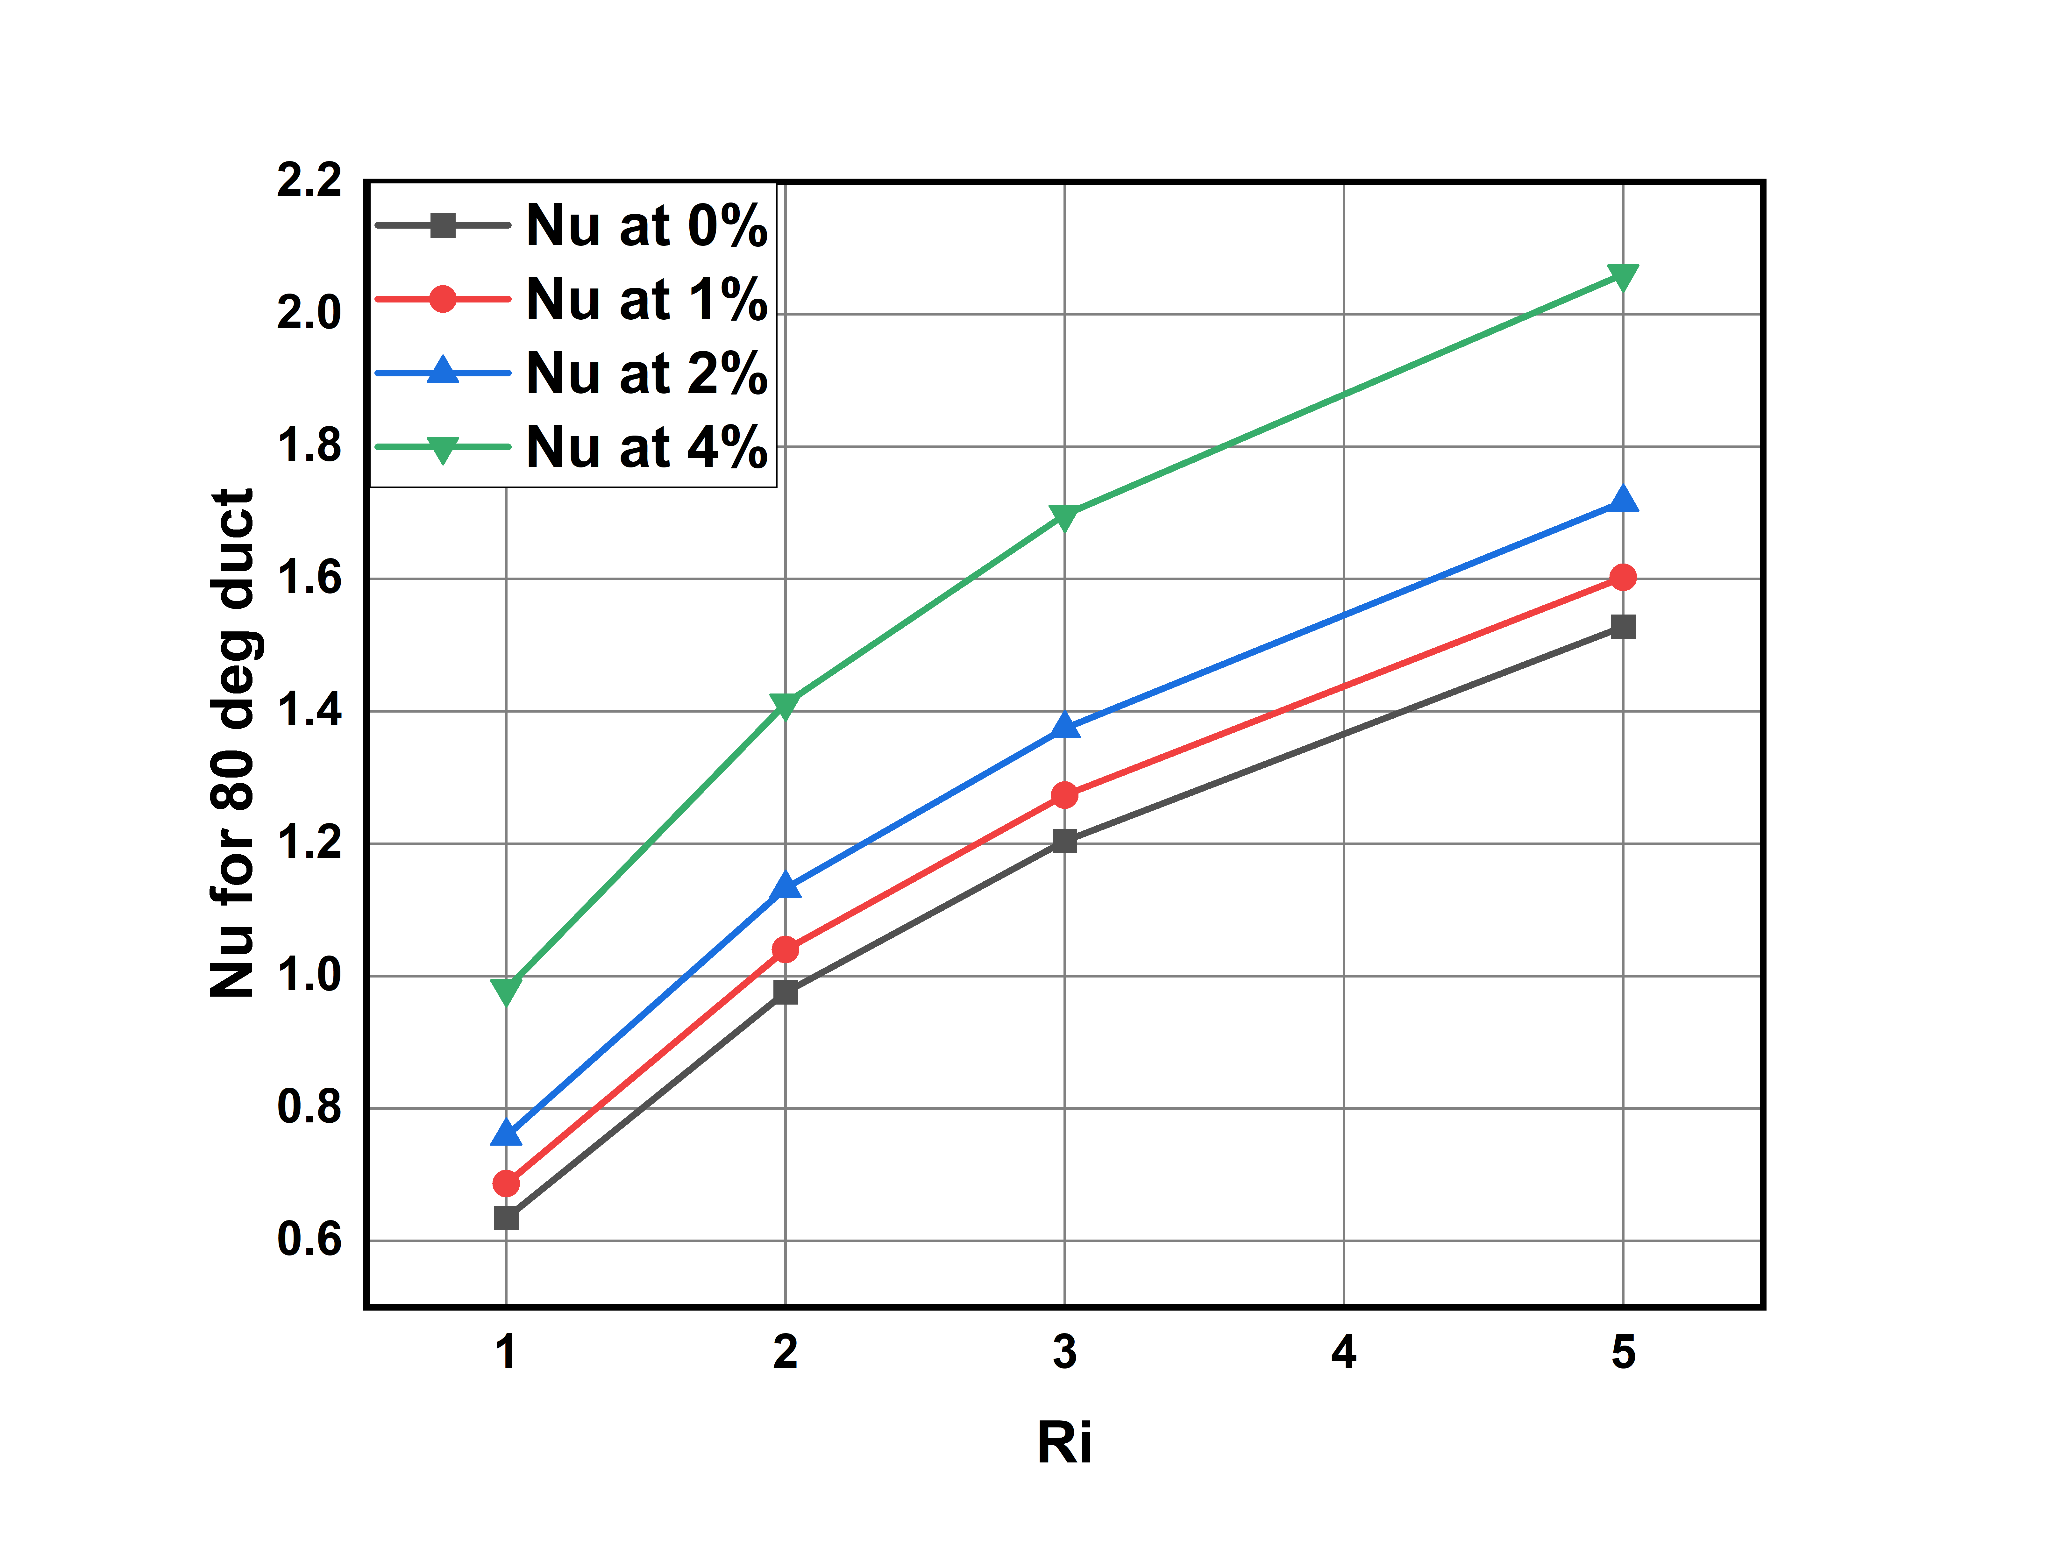 Nu at 0%
Nu at 1%
Nu at 2%
Nu at 4%
Nu for 80 deg duct
2.2
2.0
1.8
1.6
1.4
1.2
1.0
0.8
0.6
1 2 3 4 5
Ri